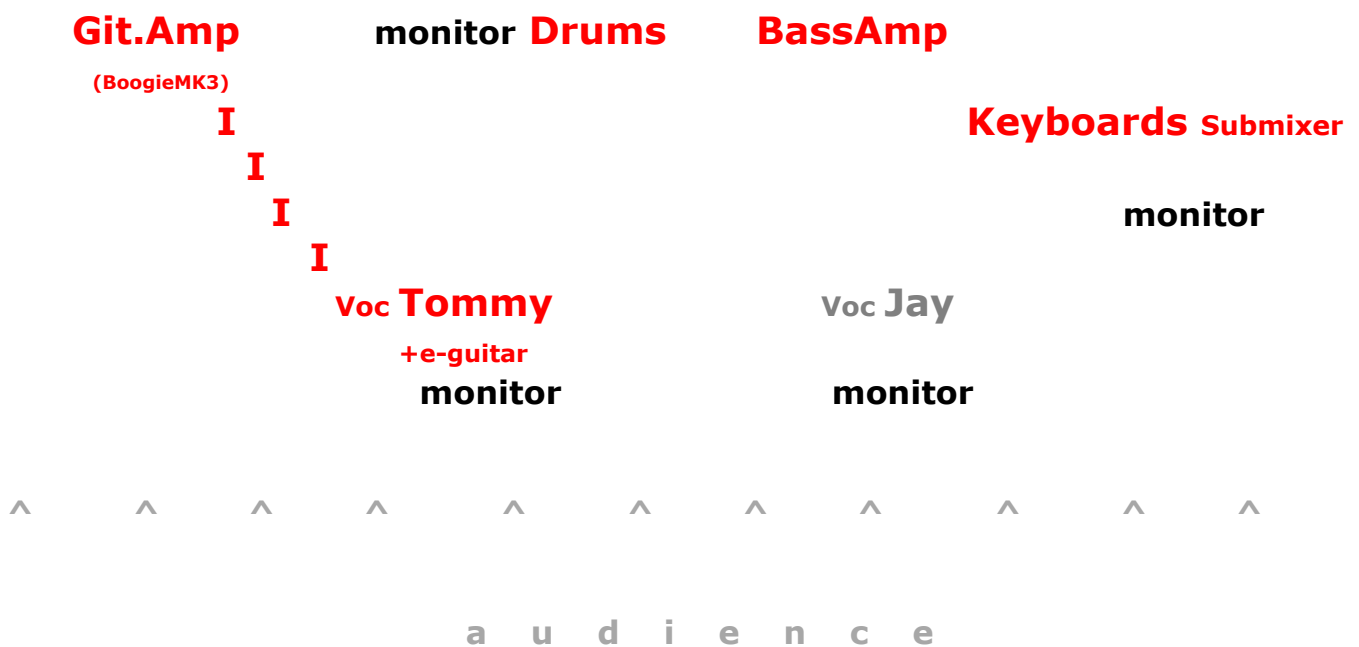 Git.Amp monitor Drums BassAmp
(BoogieMK3)
I Keyboards Submixer
I
I monitor
I
Voc Tommy Voc Jay
+e-guitar
monitor monitor
^ ^ ^ ^ ^ ^ ^ ^ ^ ^ ^
a u d i e n c e